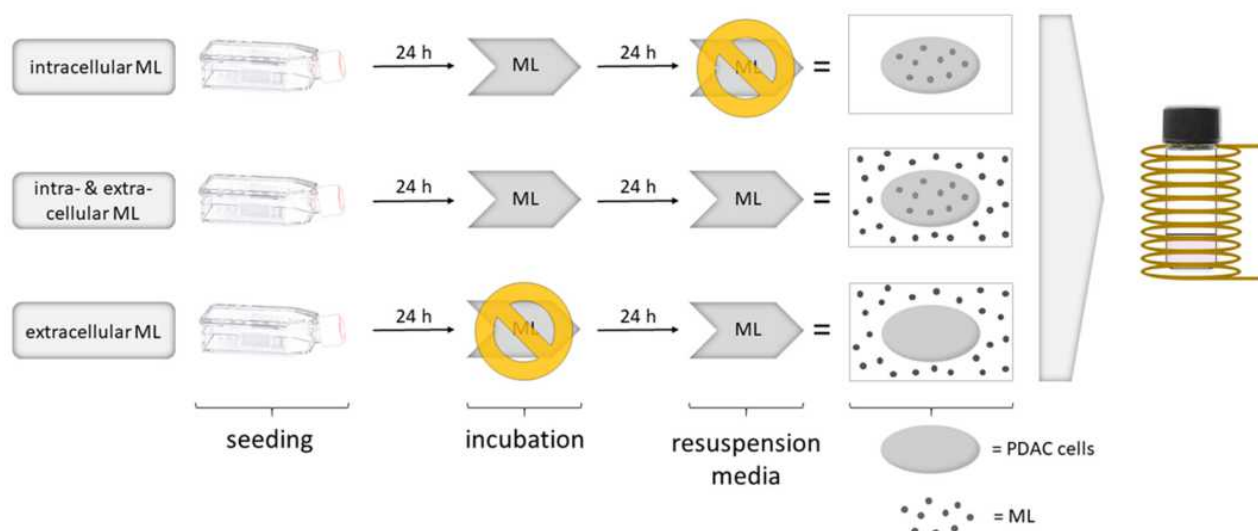 intracellular ML
24 h
ML
24 h
ML
=
intra- & extra-
cellular ML
24 h
ML
24 h
ML
=
extracellular ML
24 h
ML
24 h
ML
=
seeding
incubation
resuspension
media
= PDAC cells
= ML